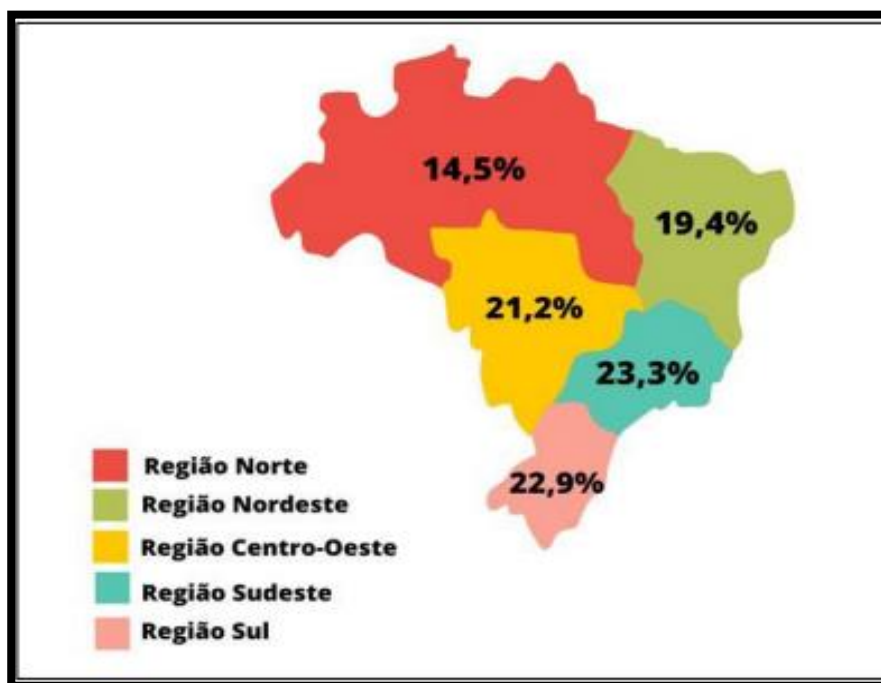 14,5%
19,4%
21,2%
23,3%
22,9%
Região Norte
Região Nordeste
Região Centro-Oeste
Região Sudeste
Região Sul